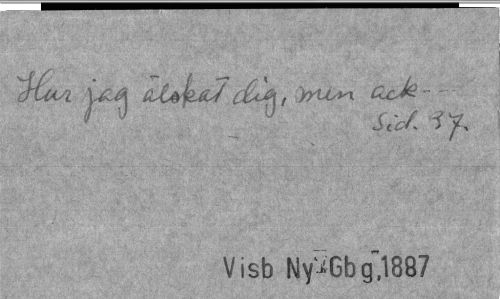 Hur jag älskat dig, men ack---
Sid. 37.
Visb Ny Gbg, 1887